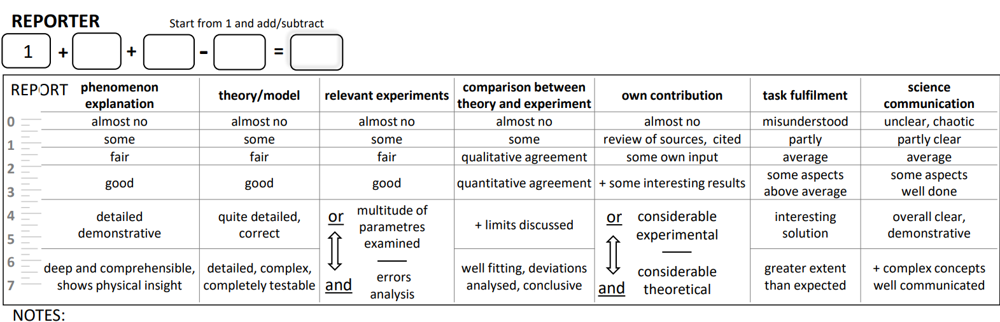 REPORTER
Start from 1 and add/subtract
1 + + - =
REPORT
phenomenon explanation
theory/model
relevant experiments
comparison between theory and experiment
own contribution
task fulfilment
science communication
0
1
2
3
4
5
6
7
almost no
almost no
almost no
almost no
almost no
misunderstood
unclear, chaotic
some
some
some
some
review of sources, cited
partly
partly clear
fair
fair
fair
qualitative agreement
some own input
average
average
good
good
good
quantitative agreement
+ some interesting results
some aspects
above average
some aspects
well done
detailed
demonstrative
quite detailed,
correct
or
multitude of
parametres
examined
+ limits discussed
or
considerable
experimental
interesting
solution
overall clear,
demonstrative
deep and comprehensible,
shows physical insight
detailed, complex,
completely testable
and
errors
analysis
well fitting, deviations
analysed, conclusive
and
considerable
theoretical
greater extent
than expected
+ complex concepts
well communicated
NOTES: